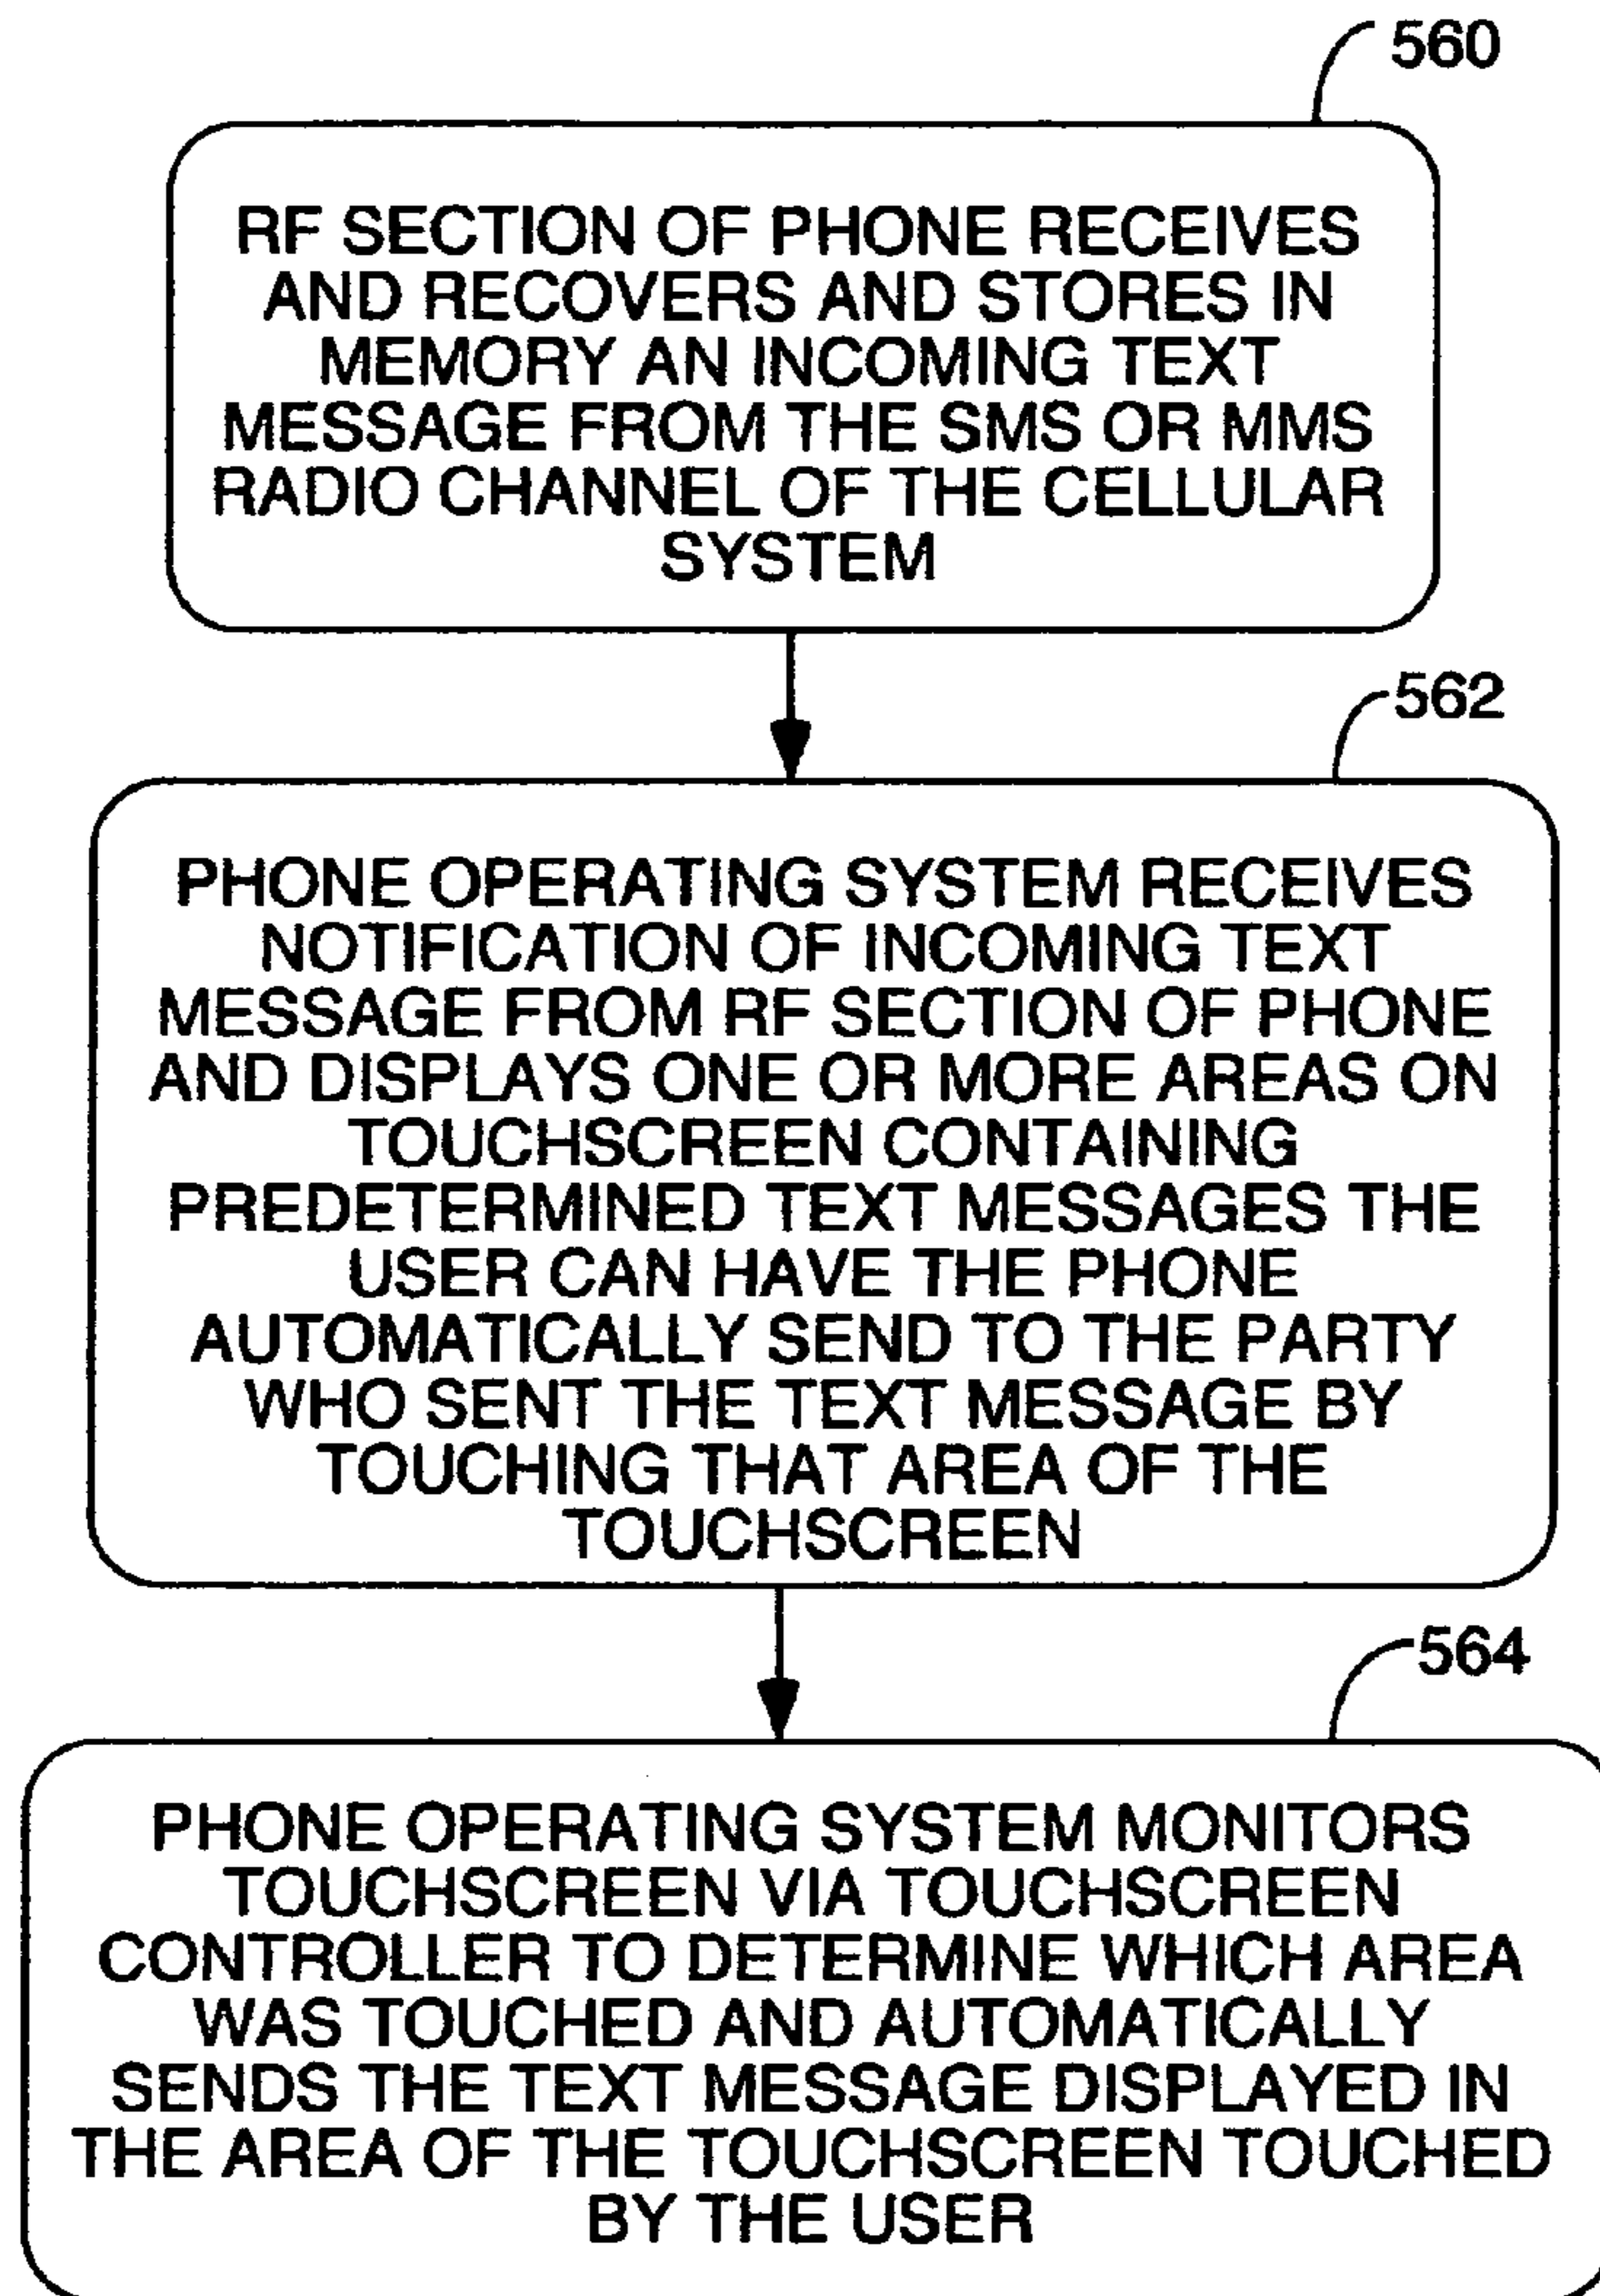 560
RF SECTION OF PHONE RECEIVES
AND RECOVERS AND STORES IN
MEMORY AN INCOMING TEXT
MESSAGE FROM THE SMS OR MMS
RADIO CHANNEL OF THE CELLULAR
SYSTEM
562
PHONE OPERATING SYSTEM RECEIVES
NOTIFICATION OF INCOMING TEXT
MESSAGE FROM RF SECTION OF PHONE
AND DISPLAYS ONE OR MORE AREAS ON
TOUCHSCREEN CONTAINING
PREDETERMINED TEXT MESSAGES THE
USER CAN HAVE THE PHONE
AUTOMATICALLY SEND TO THE PARTY
WHO SENT THE TEXT MESSAGE BY
TOUCHING THAT AREA OF THE
TOUCHSCREEN
564
PHONE OPERATING SYSTEM MONITORS
TOUCHSCREEN VIA TOUCHSCREEN
CONTROLLER TO DETERMINE WHICH AREA
WAS TOUCHED AND AUTOMATICALLY
SENDS THE TEXT MESSAGE DISPLAYED IN
THE AREA OF THE TOUCHSCREEN TOUCHED
BY THE USER